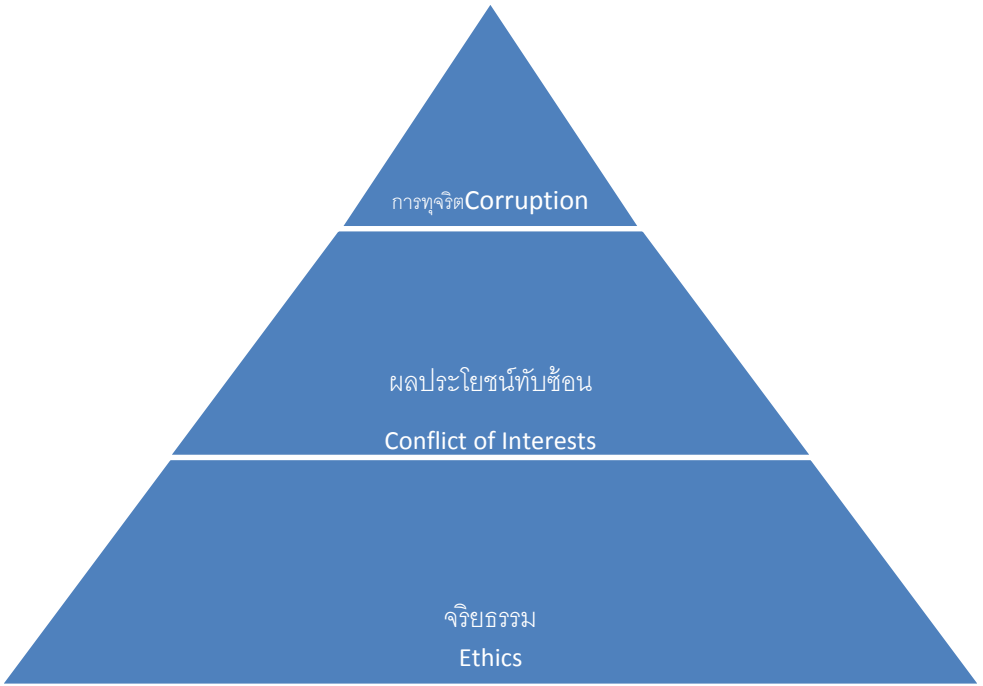 การทุจริตCorruption
ผลประโยชน์ทับซ้อน
Conflict of Interests
จริยธรรม
Ethics